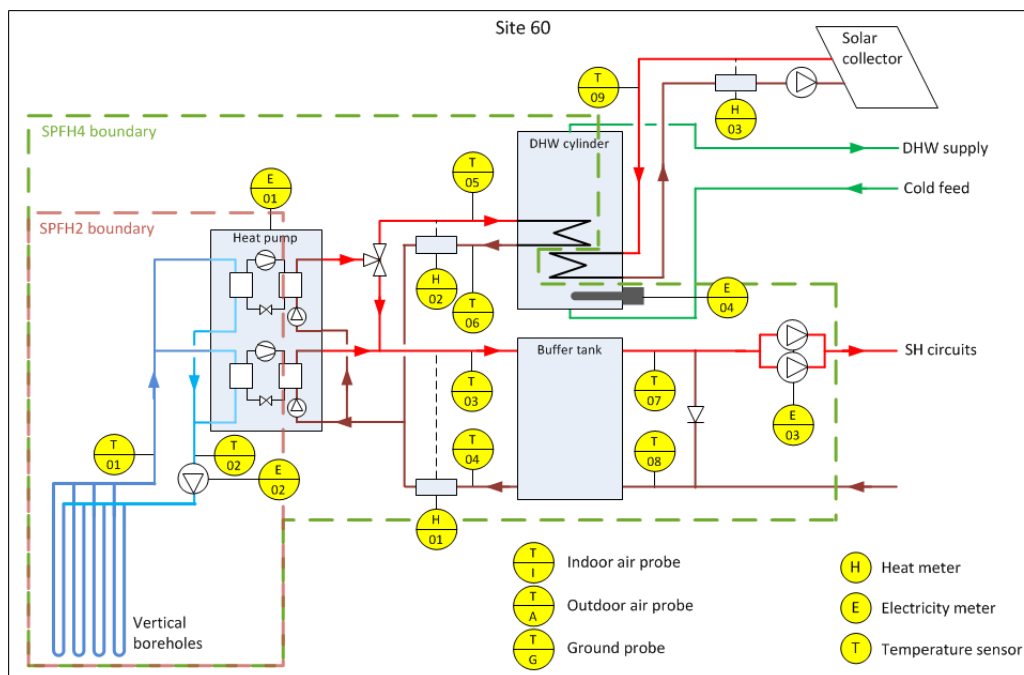 Site 60
Solar
collector
T
09
H
03
SPFH4 boundary
DHW cylinder
DHW supply
E
01
T
05
Cold feed
SPFH2 boundary
Heat pump
H
02
T
06
E
04
Buffer tank
SH circuits
T
03
T
07
E
03
T
01
T
02
T
04
T
08
E
02
H
01
T
I
Indoor air probe
H
Heat meter
T
A
Outdoor air probe
E
Electricity meter
Vertical
boreholes
T
G
Ground probe
T
Temperature sensor